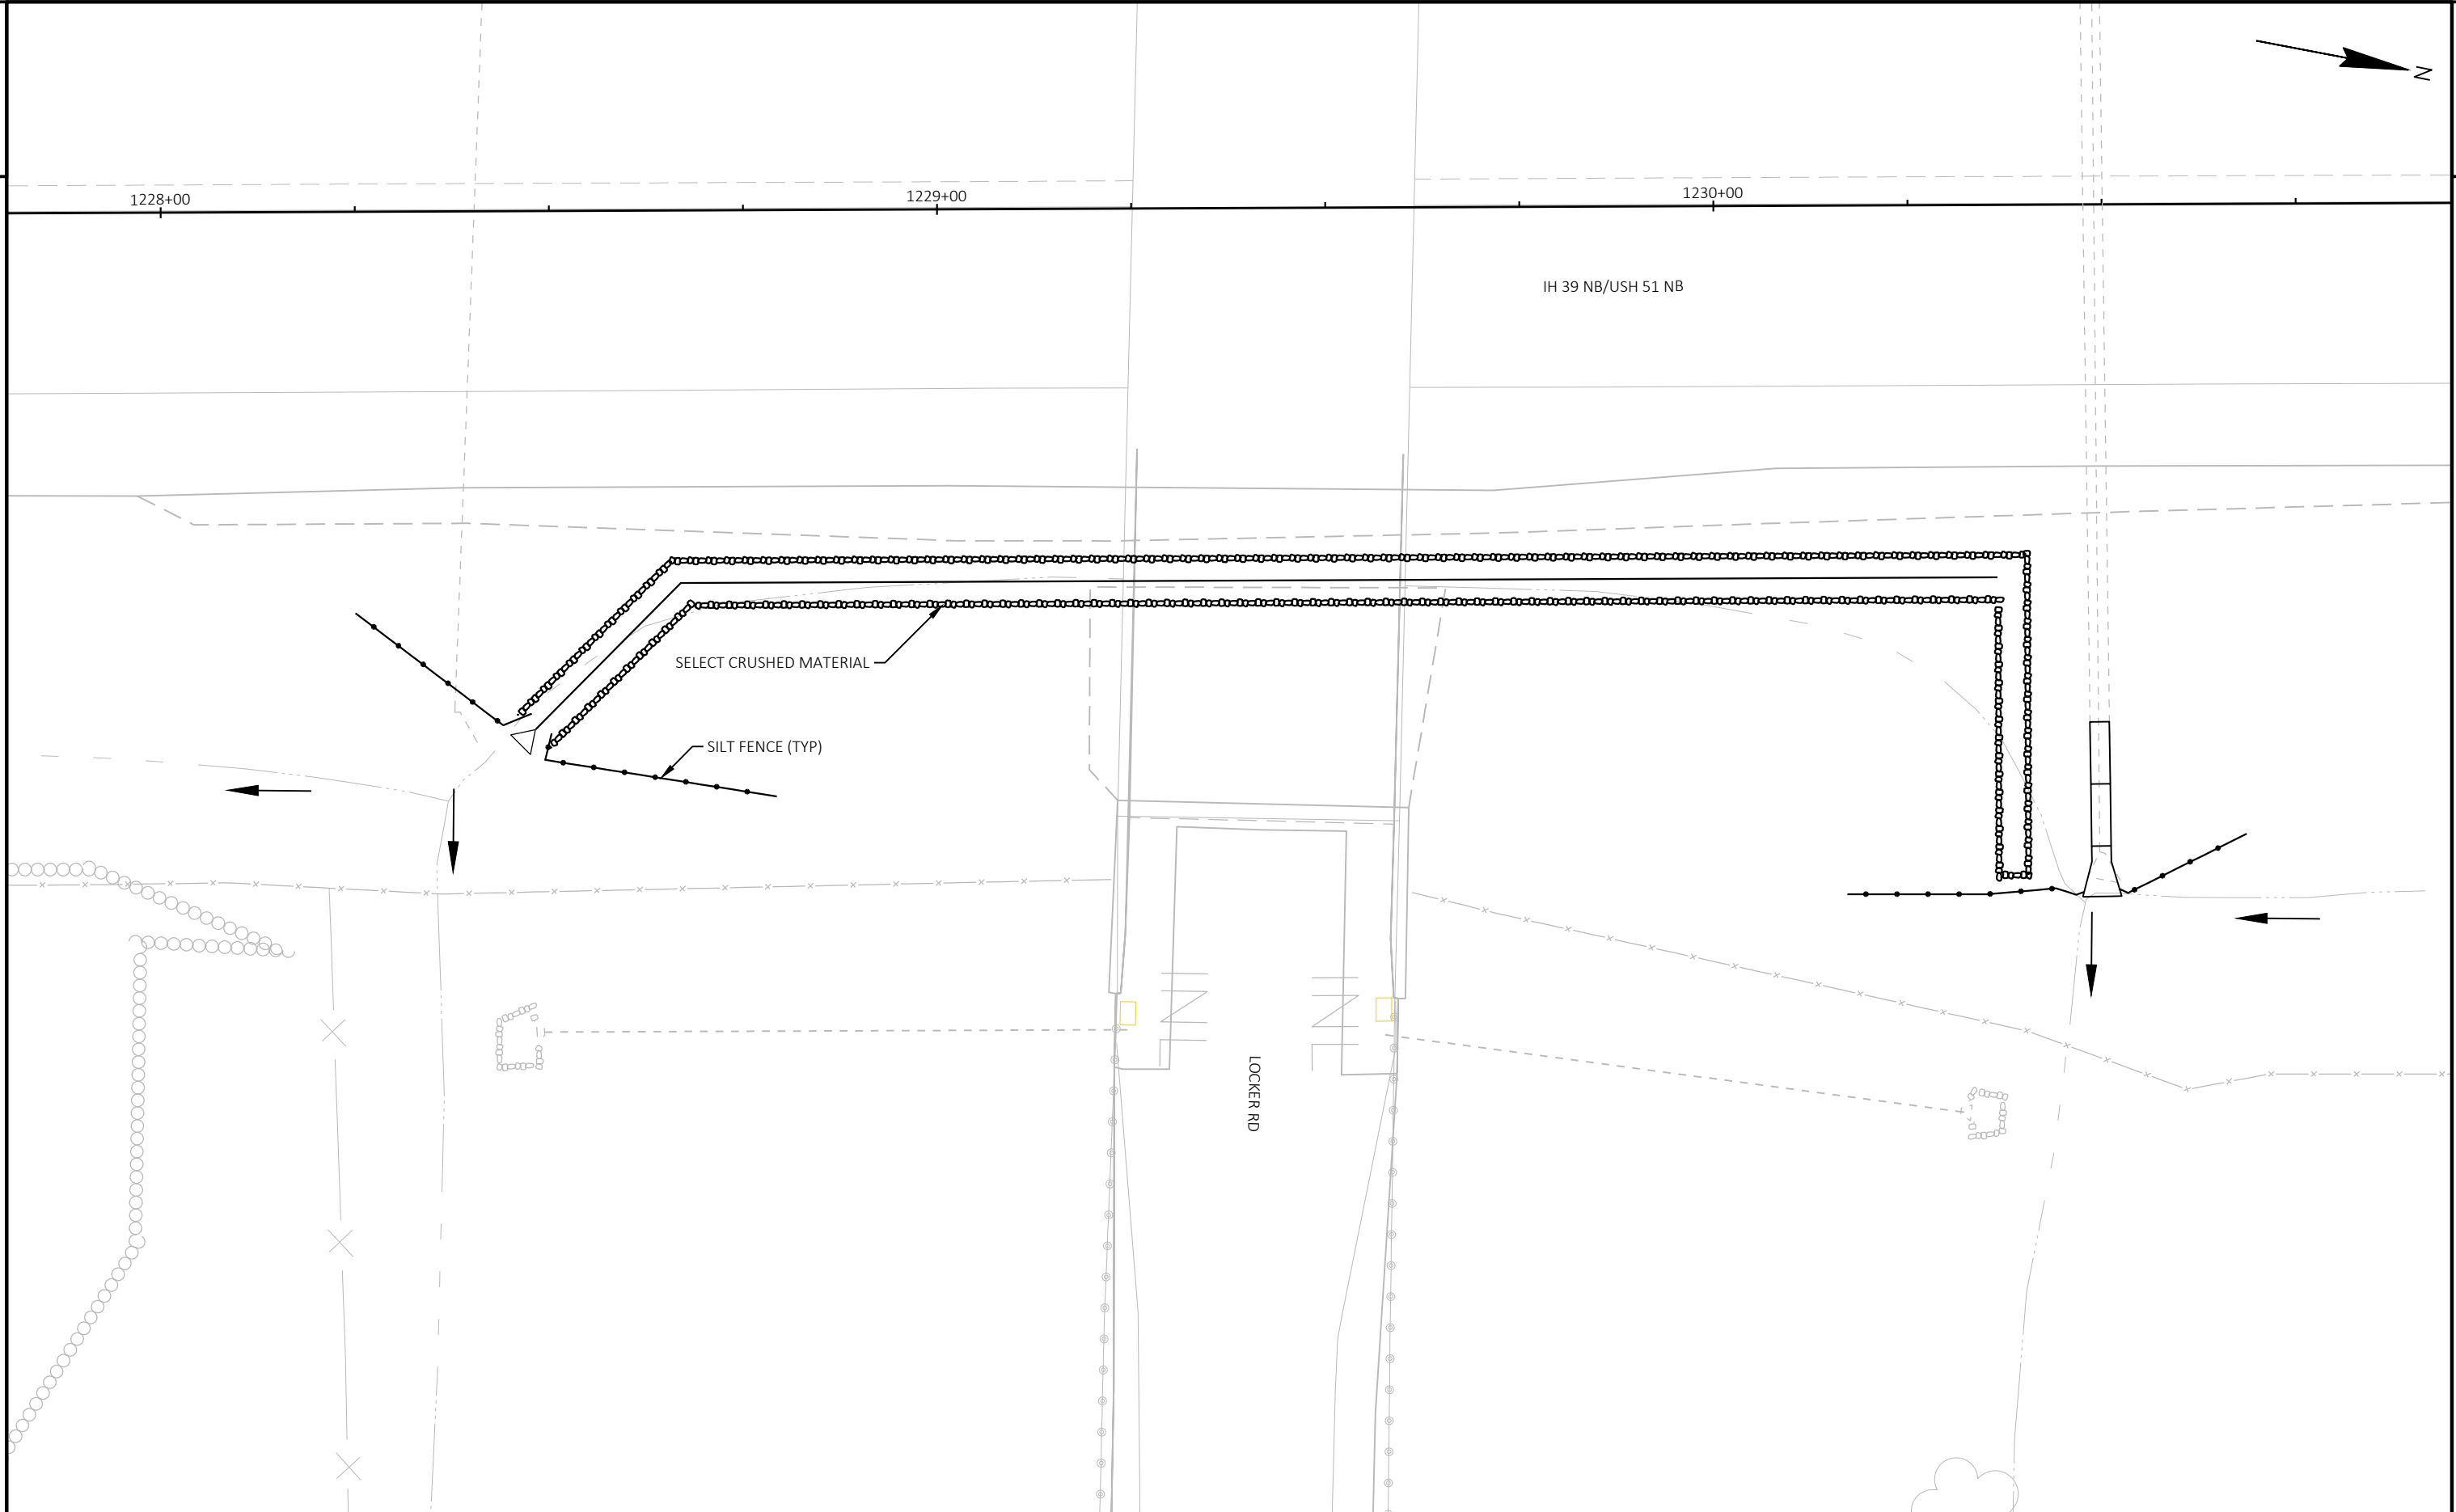 N
1228+00
1229+00
1230+00
IH 39 NB/USH 51 NB
SELECT CRUSHED MATERIAL
SILT FENCE (TYP)
LOCKER RD